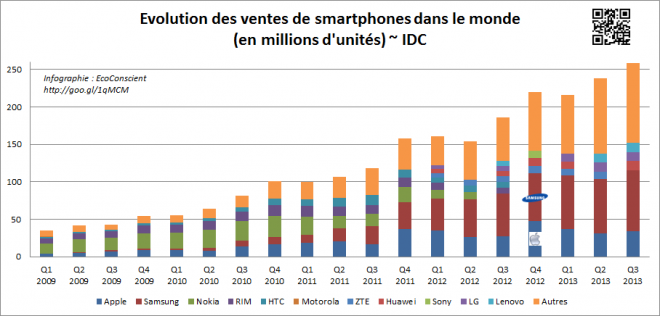 Evolution des ventes de smartphones dans le monde
(en millions d'unités) ~ IDC
Infographie : EcoConscient
http://goo.gl/1qMCM
250
200
150
100
50
0
Q1 Q2 Q3 Q4 Q1 Q2 Q3 Q4 Q1 Q2 Q3 Q4 Q1 Q2 Q3 Q4 Q1 Q2 Q3
2009 2009 2009 2009 2010 2010 2010 2010 2011 2011 2011 2011 2012 2012 2012 2012 2013 2013 2013
SAMSUNG
Apple Samsung Nokia RIM HTC Motorola ZTE Huawei Sony LG Lenovo Autres